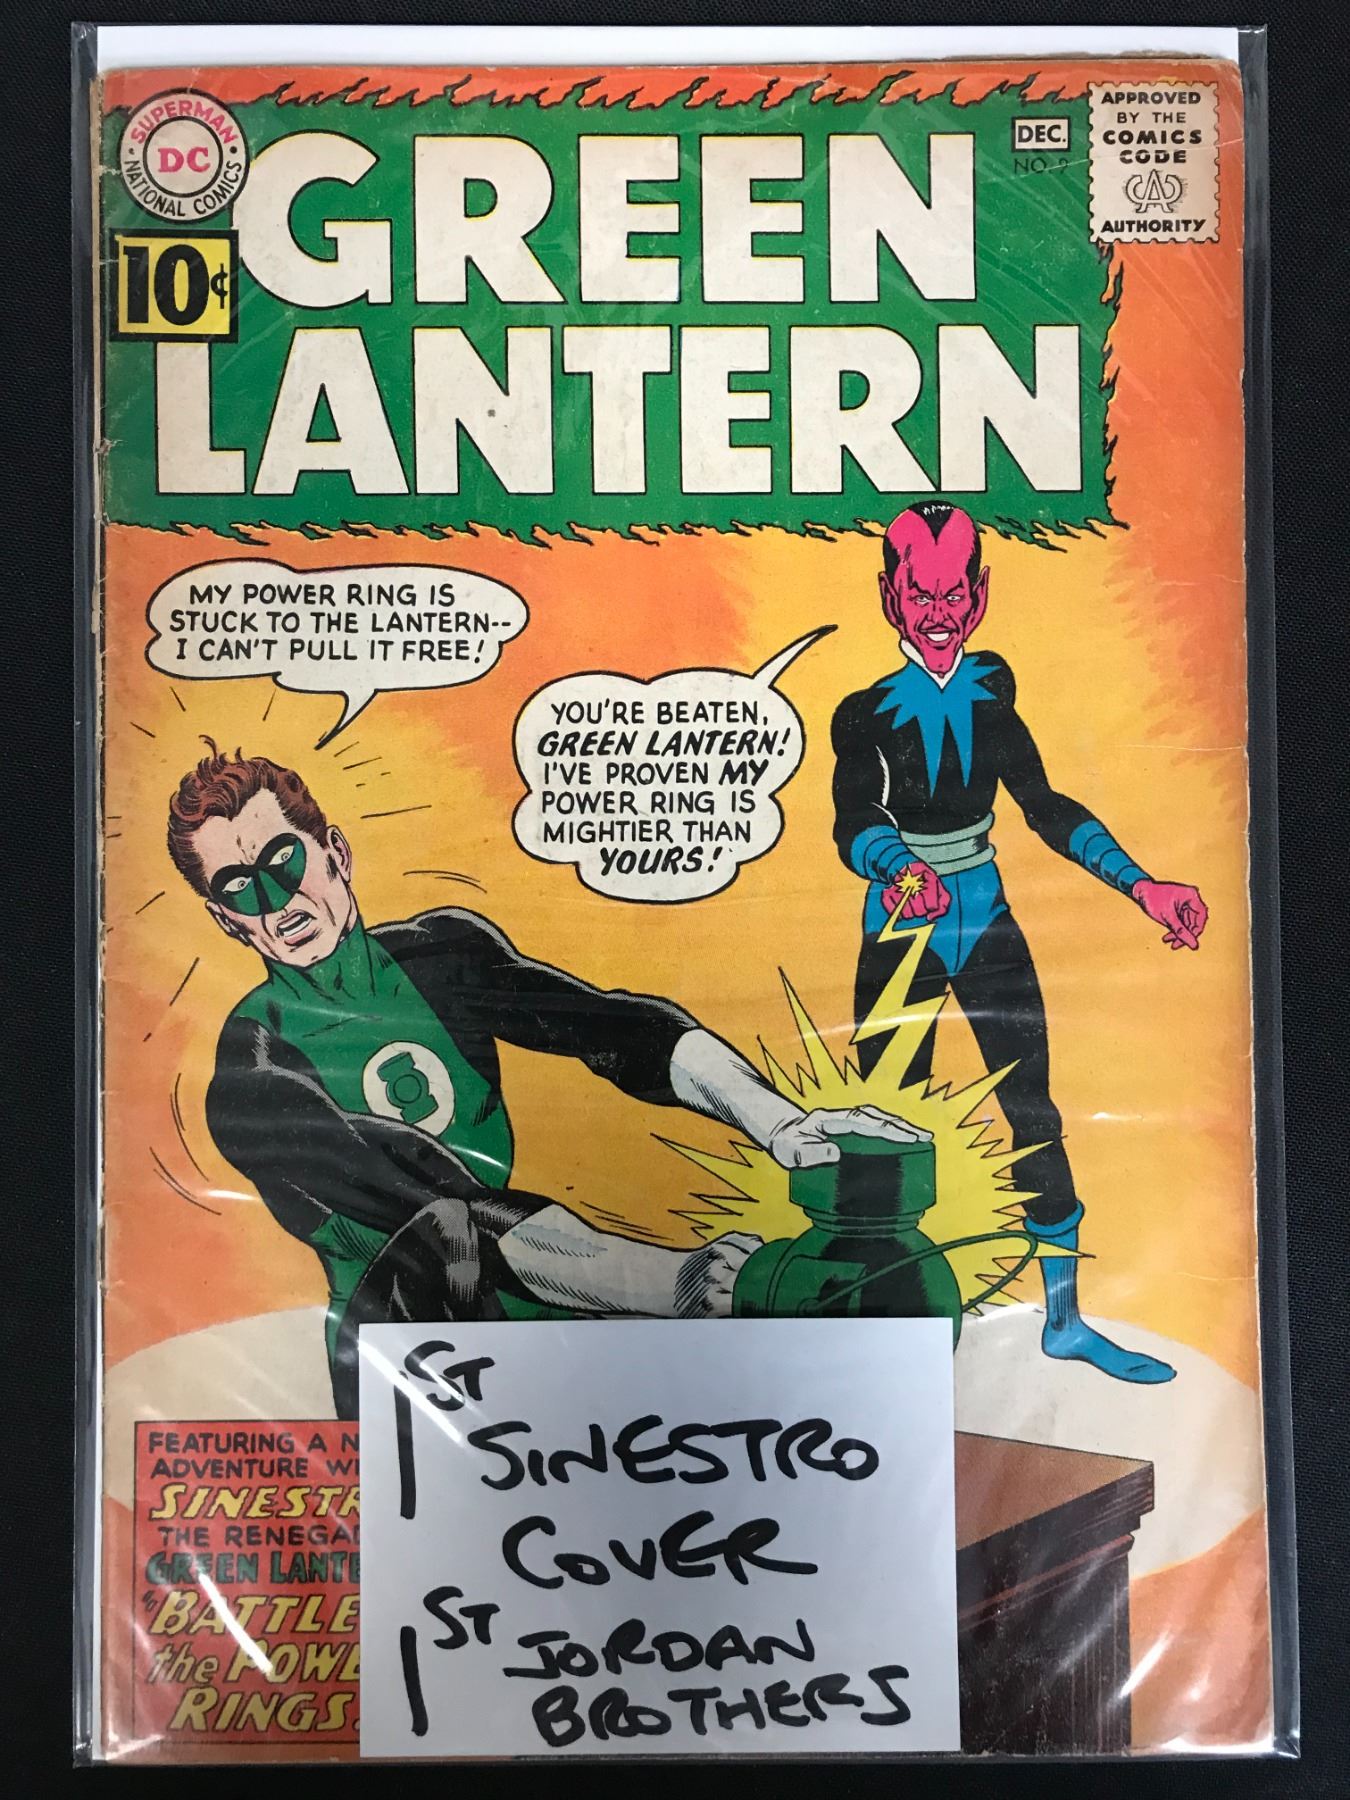 SUPERMAN
DC
NATIONAL COMICS
10¢
GREEN
LANTERN
DEC.
NO. 9
APPROVED
BY THE
COMICS
CODE
CA
AUTHORITY
MY POWER RING IS
STUCK TO THE LANTERN--
I CAN'T PULL IT FREE!
YOU'RE BEATEN,
GREEN LANTERN!
I'VE PROVEN MY
POWER RING IS
MIGHTIER THAN
YOURS!
FEATURING A N
ADVENTURE WI
SINESTR
THE RENEGA
GREEN LANTE
"BATTLE
the POWE
RINGS
1ST
SINESTRO
COVER
1ST JORDAN
BROTHERS